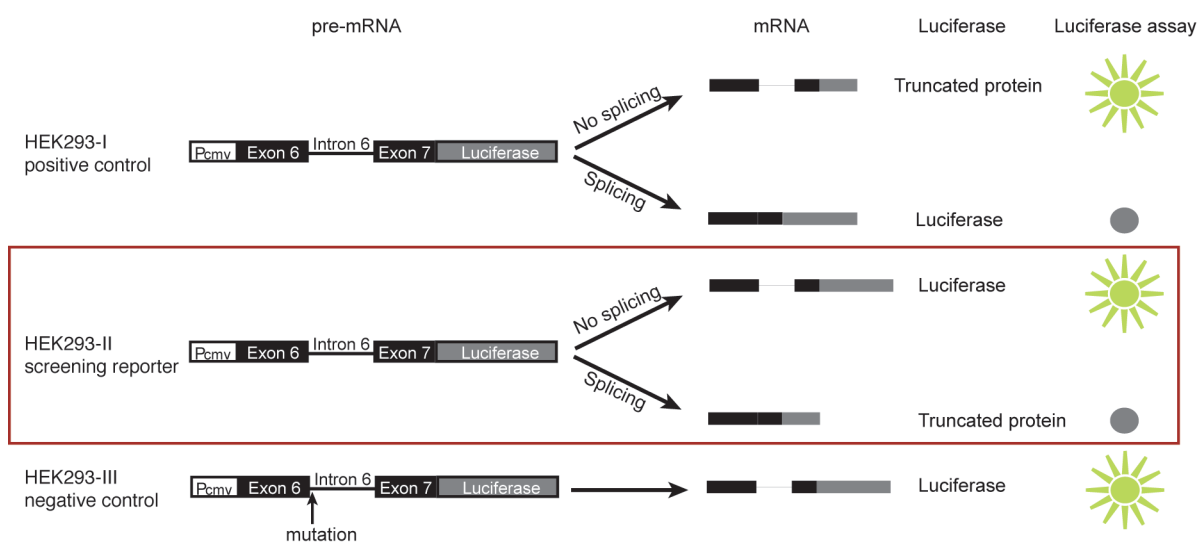 pre-mRNA mRNA Luciferase Luciferase assay
No splicing Truncated protein
HEK293-I
positive control
Pcmv Exon 6 Intron 6 Exon 7 Luciferase
Splicing Luciferase
No splicing Luciferase
HEK293-II
screening reporter
Pcmv Exon 6 Intron 6 Exon 7 Luciferase
Splicing Truncated protein
HEK293-III
negative control
Pcmv Exon 6 Intron 6 Exon 7 Luciferase Luciferase
mutation